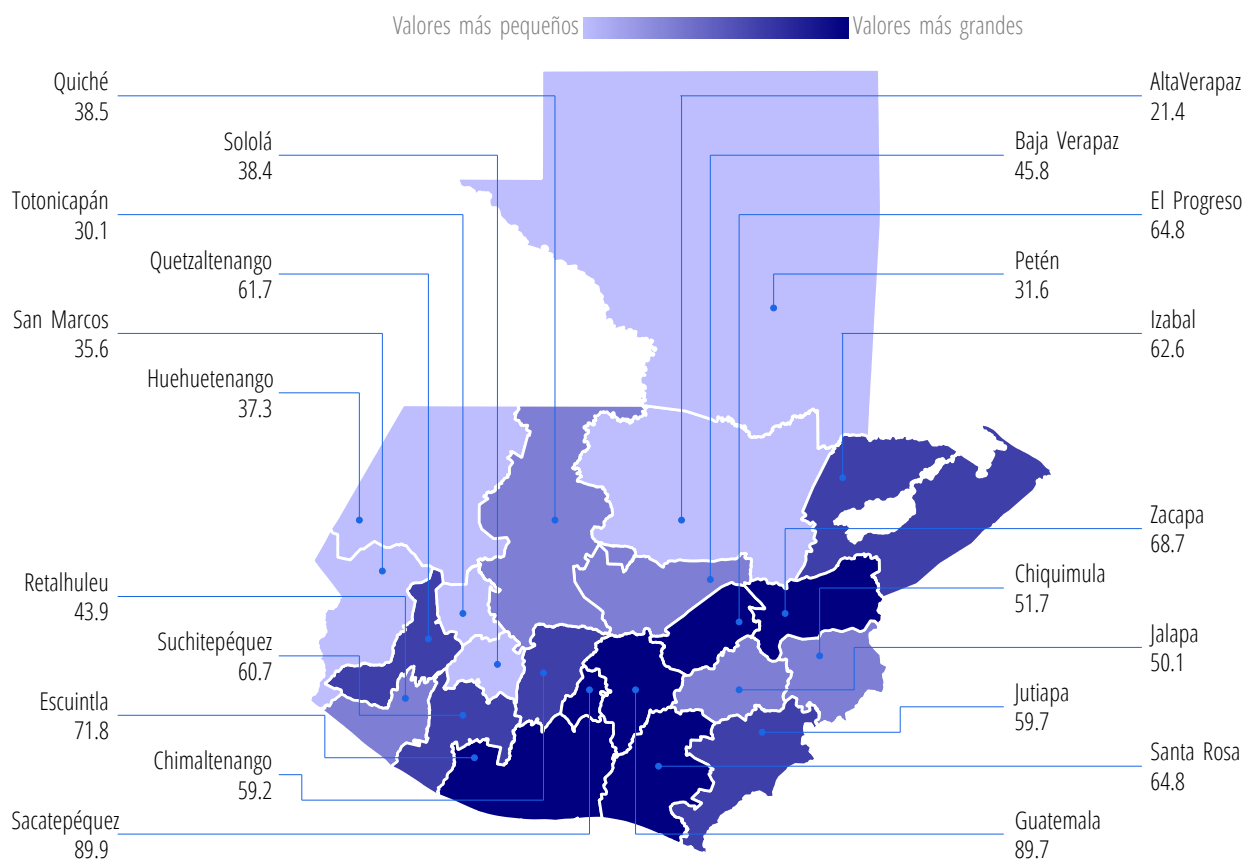 Valores más pequeños
Valores más grandes
Quiché
38.5
Sololá
38.4
Totonicapán
30.1
Quetzaltenango
61.7
San Marcos
35.6
Huehuetenango
37.3
Retalhuleu
43.9
Suchitepéquez
60.7
Escuintla
71.8
Chimaltenango
59.2
Sacatepéquez
89.9
AltaVerapaz
21.4
Baja Verapaz
45.8
El Progreso
64.8
Petén
31.6
Izabal
62.6
Zacapa
68.7
Chiquimula
51.7
Jalapa
50.1
Jutiapa
59.7
Santa Rosa
64.8
Guatemala
89.7